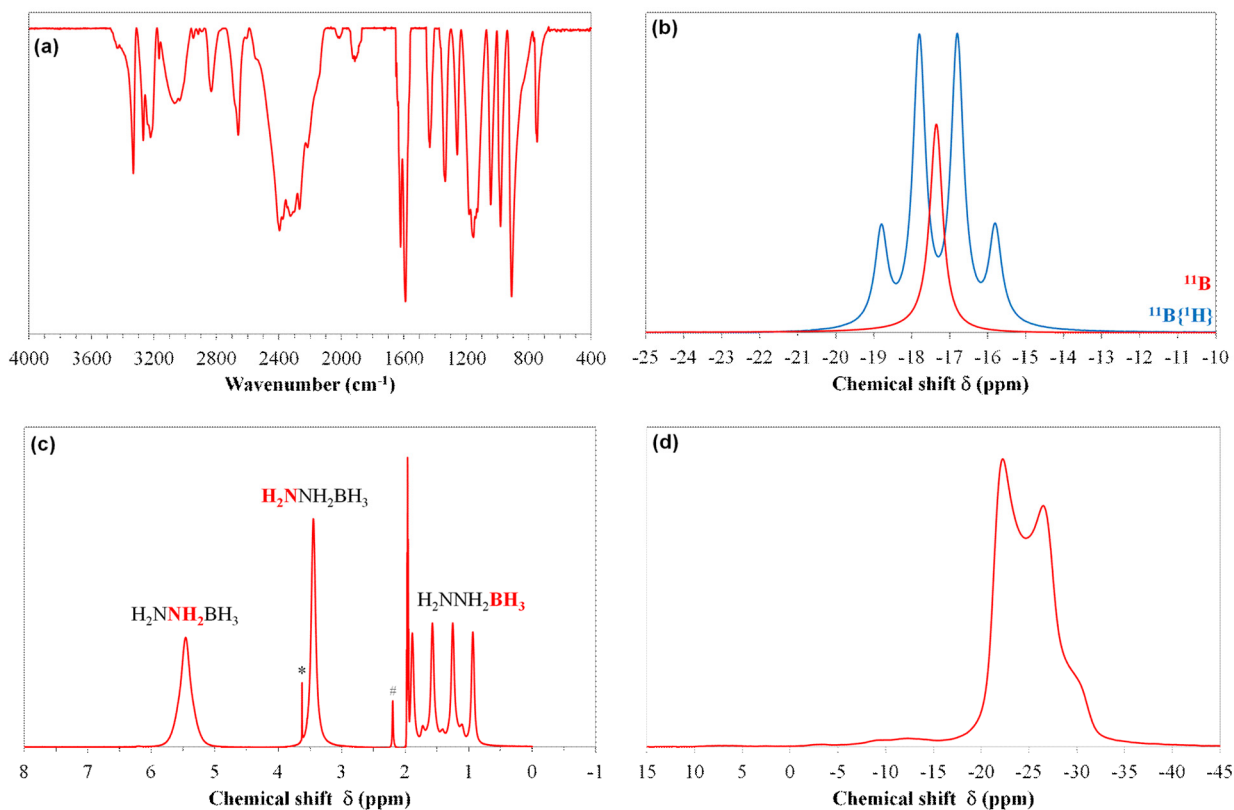 (a)
4000 3600 3200 2800 2400 2000 1600 1200 800 400
Wavenumber (cm⁻¹)
(b)
¹¹B
¹¹B{¹H}
-25 -24 -23 -22 -21 -20 -19 -18 -17 -16 -15 -14 -13 -12 -11 -10
Chemical shift δ (ppm)
(c)
H₂NNH₂BH₃
H₂NNH₂BH₃
H₂NNH₂BH₃
*
#
8 7 6 5 4 3 2 1 0 -1
Chemical shift δ (ppm)
(d)
15 10 5 0 -5 -10 -15 -20 -25 -30 -35 -40 -45
Chemical shift δ (ppm)